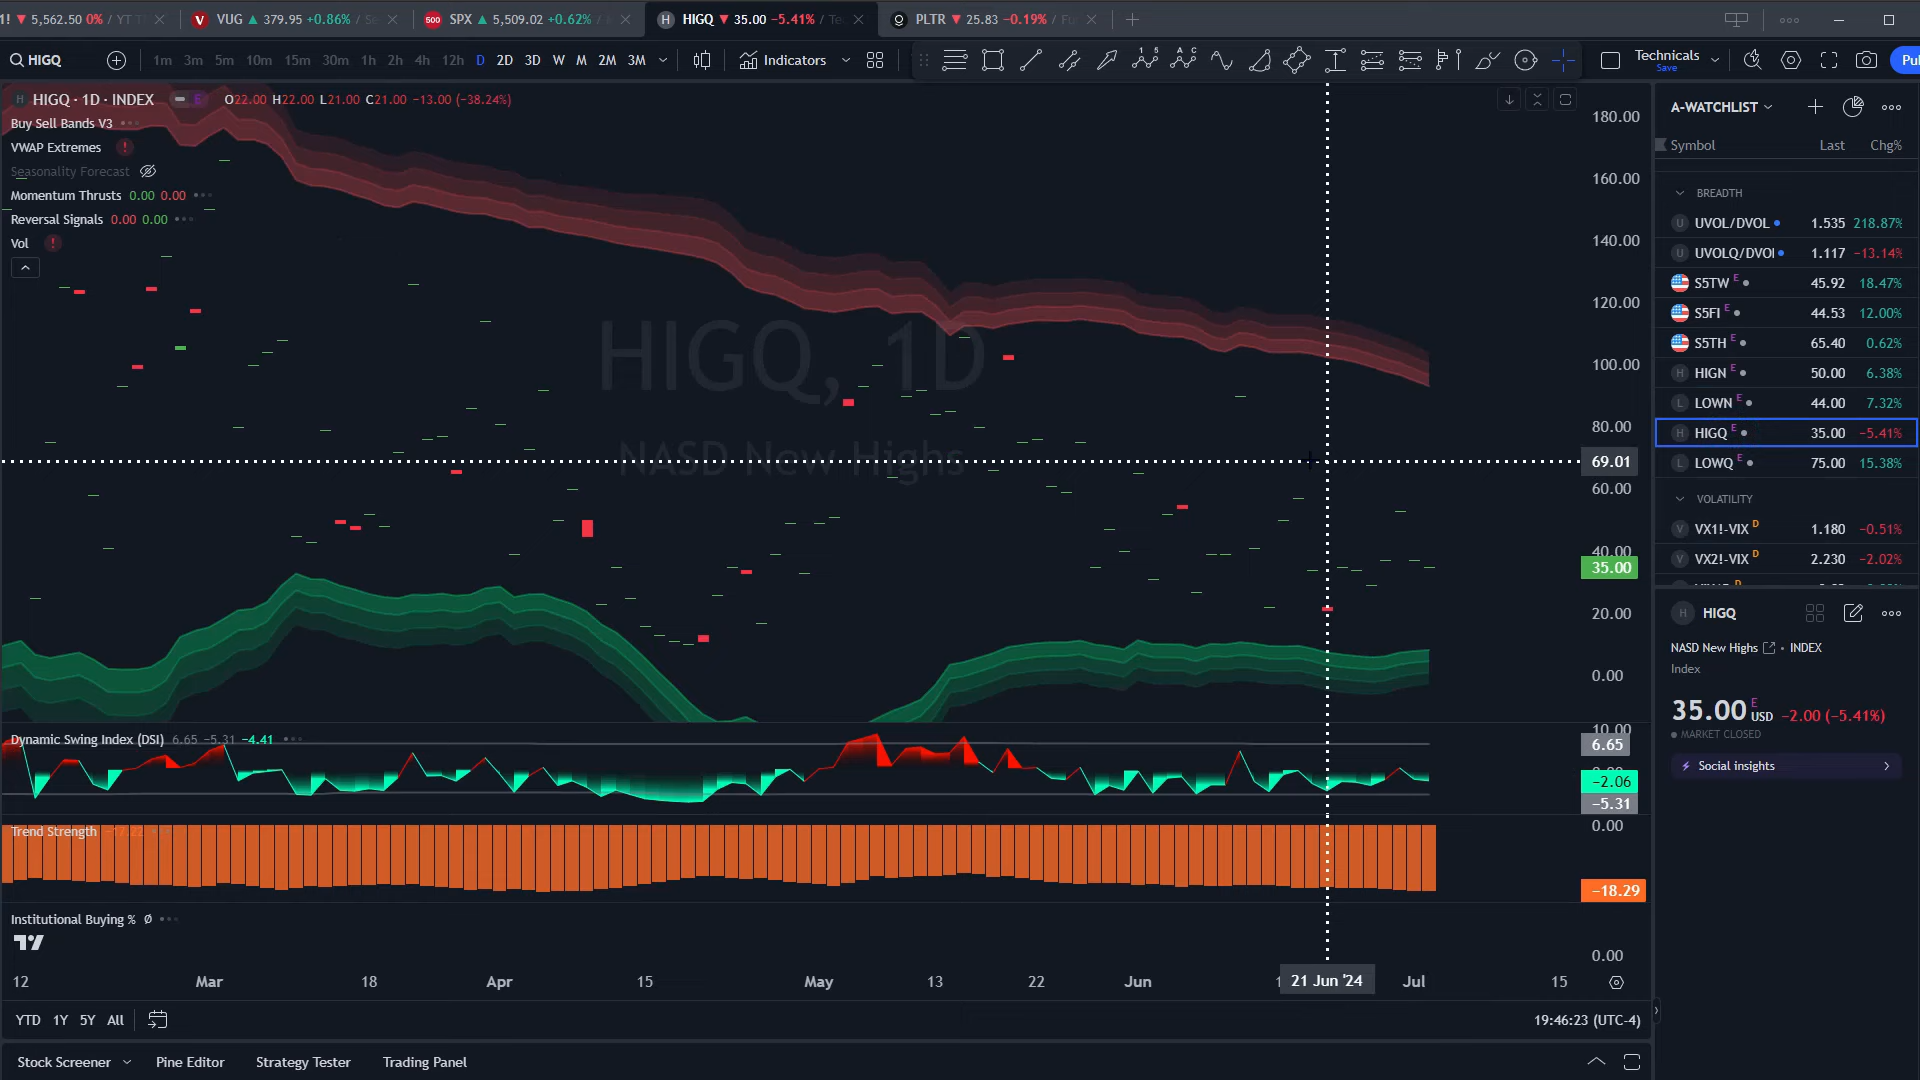 1! ▼ 5,562.50 0% / YT T
V VUG ▲ 379.95 +0.86% / Se
500 SPX ▲ 5,509.02 +0.62% /
H HIGQ ▼ 35.00 −5.41% / Te
PLTR ▼ 25.83 −0.19% / Fu
HIGQ
1m 3m 5m 10m 15m 30m 1h 2h 4h 12h D 2D 3D W M 2M 3M
Indicators
Technicals
Save
Pu
H HIGQ · 1D · INDEX E O22.00 H22.00 L21.00 C21.00 −13.00 (−38.24%)
Buy Sell Bands V3
VWAP Extremes !
Seasonality Forecast
Momentum Thrusts 0.00 0.00
Reversal Signals 0.00 0.00
Vol !
HIGQ, 1D
NASD New Highs
180.00
160.00
140.00
120.00
100.00
80.00
69.01
60.00
40.00
35.00
20.00
0.00
Dynamic Swing Index (DSI) 6.65 −5.31 −4.41
10.00
6.65
−2.06
−5.31
Trend Strength −17.22
0.00
−18.29
Institutional Buying % Ø
0.00
12 Mar 18 Apr 15 May 13 22 Jun 21 Jun '24 Jul 15
YTD 1Y 5Y All
19:46:23 (UTC-4)
Stock Screener Pine Editor Strategy Tester Trading Panel
A-WATCHLIST
Symbol Last Chg%
BREADTH
U UVOL/DVOL 1.535 218.87%
U UVOLQ/DVOL 1.117 −13.14%
S5TW E 45.92 18.47%
S5FI E 44.53 12.00%
S5TH E 65.40 0.62%
H HIGN E 50.00 6.38%
L LOWN E 44.00 7.32%
H HIGQ E 35.00 −5.41%
L LOWQ E 75.00 15.38%
VOLATILITY
V VX1!-VIX D 1.180 −0.51%
V VX2!-VIX D 2.230 −2.02%
H HIGQ
NASD New Highs · INDEX
Index
35.00 E USD −2.00 (−5.41%)
MARKET CLOSED
Social insights